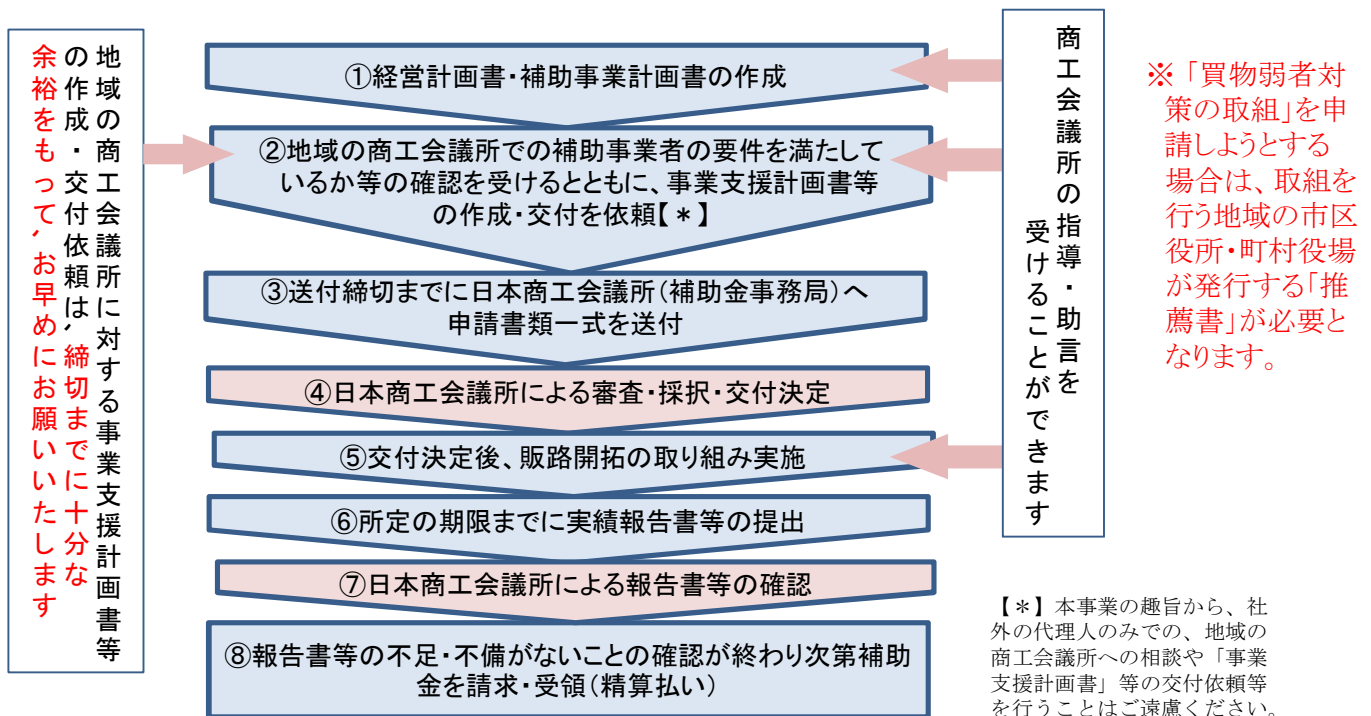 地域の商工会議所に対する事業支援計画書等
の作成・交付依頼は、締切までに十分な
余裕をもって、お早めにお願いいたします
①経営計画書・補助事業計画書の作成
②地域の商工会議所での補助事業者の要件を満たして
いるか等の確認を受けるとともに、事業支援計画書等
の作成・交付を依頼【＊】
③送付締切までに日本商工会議所（補助金事務局）へ
申請書類一式を送付
④日本商工会議所による審査・採択・交付決定
⑤交付決定後、販路開拓の取り組み実施
⑥所定の期限までに実績報告書等の提出
⑦日本商工会議所による報告書等の確認
⑧報告書等の不足・不備がないことの確認が終わり次第補助
金を請求・受領（精算払い）
商工会議所の指導・助言を
受けることができます
※「買物弱者対
策の取組」を申
請しようとする
場合は、取組を
行う地域の市区
役所・町村役場
が発行する「推
薦書」が必要と
なります。
【＊】本事業の趣旨から、社
外の代理人のみでの、地域の
商工会議所への相談や「事業
支援計画書」等の交付依頼等
を行うことはご遠慮ください。